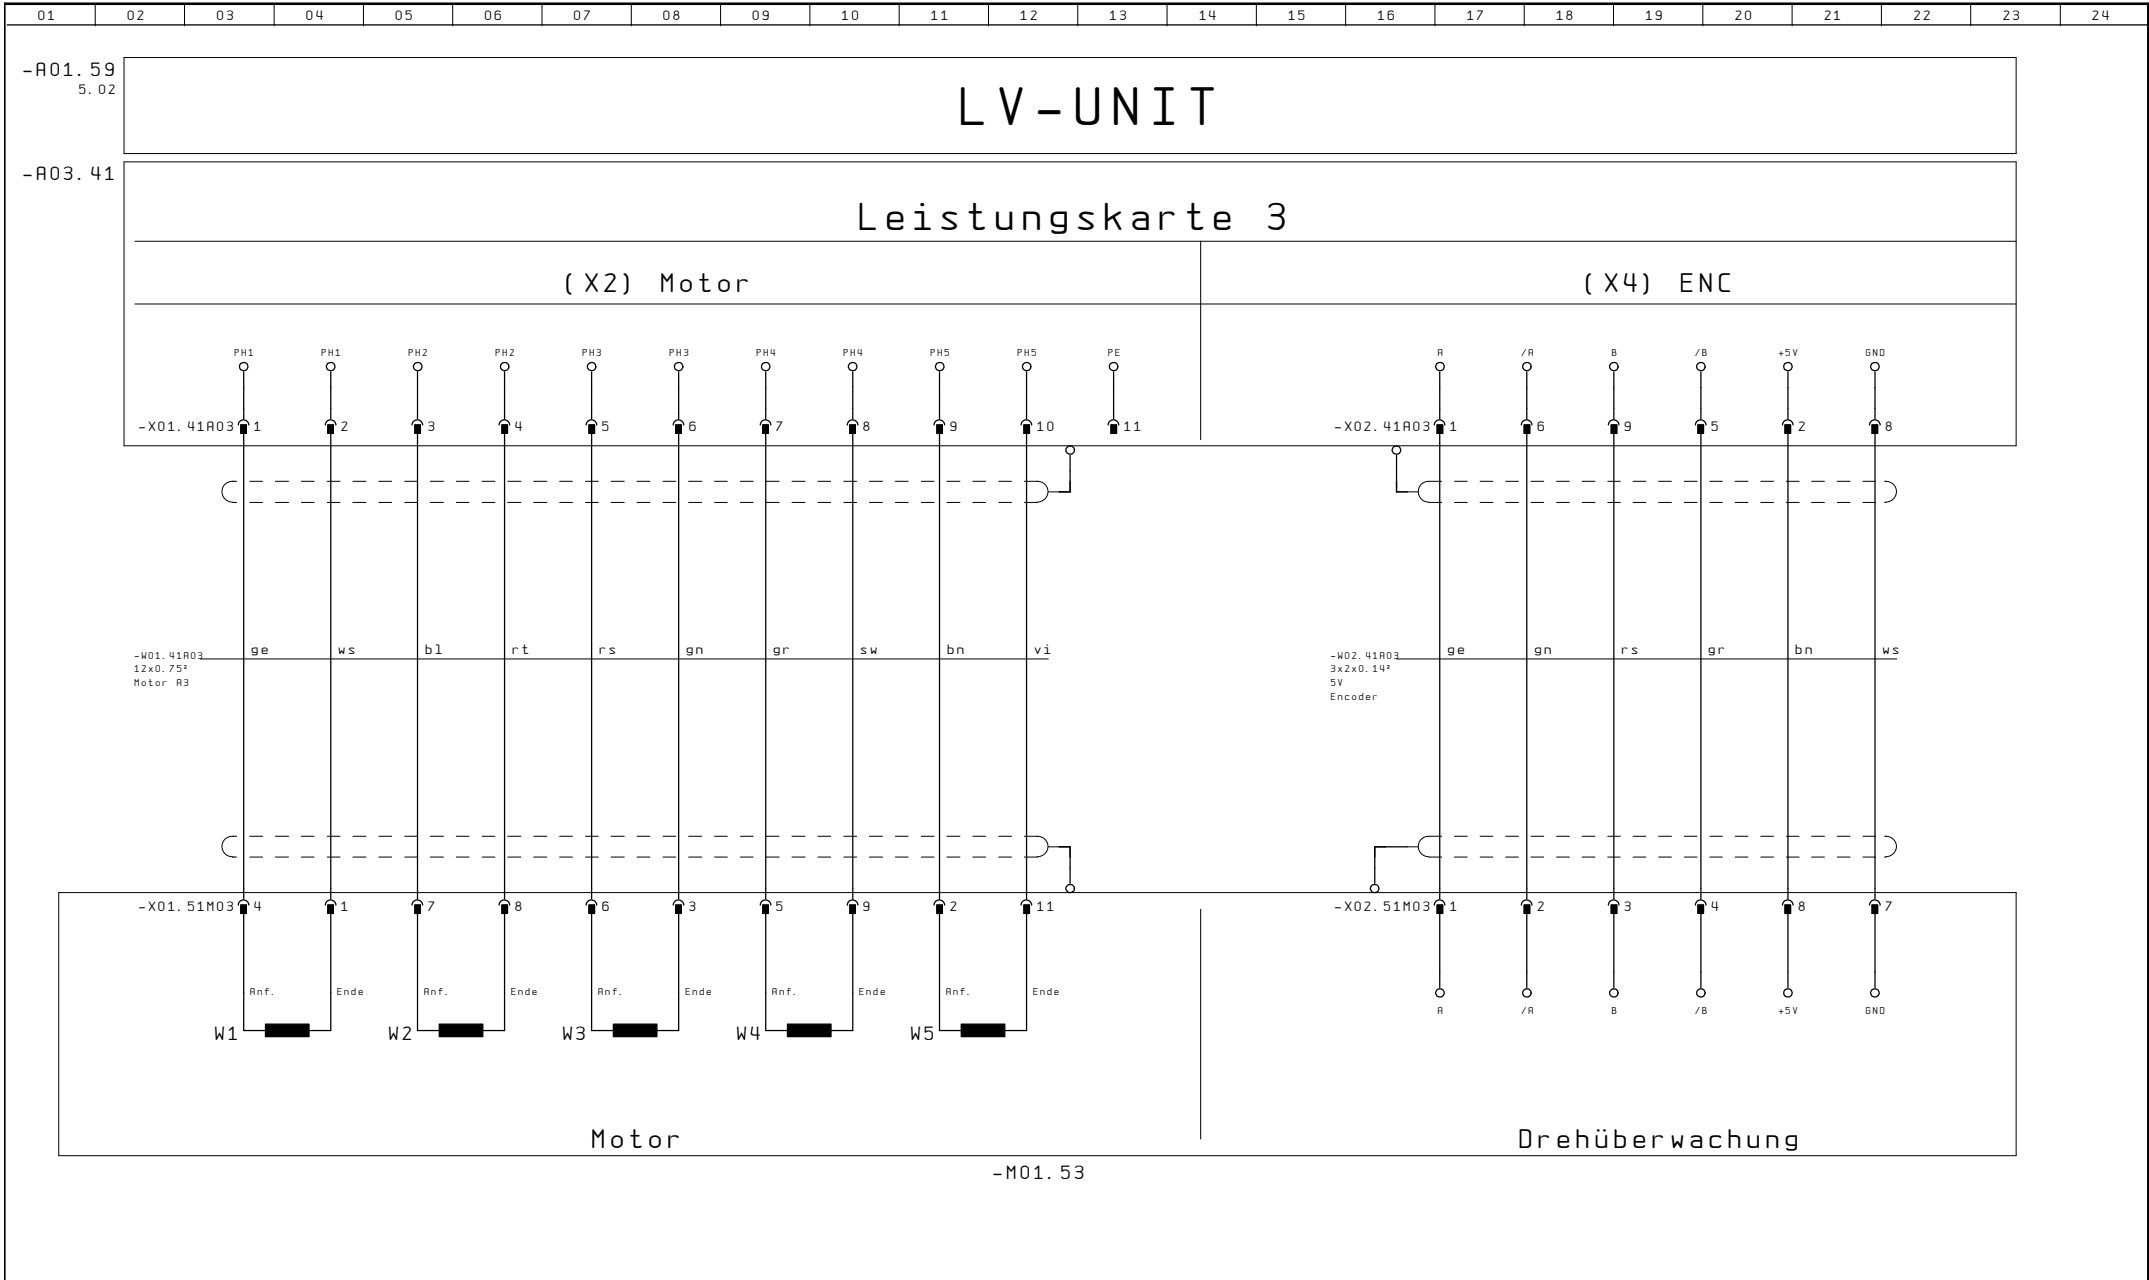 01 02 03 04 05 06 07 08 09 10 11 12 13 14 15 16 17 18 19 20 21 22 23 24
-A01.59
5.02
LV-UNIT
-A03.41
Leistungskarte 3
(X2) Motor (X4) ENC
PH1 PH1 PH2 PH2 PH3 PH3 PH4 PH4 PH5 PH5 PE A /A B /B +5V GND
-X01.41A03 1 2 3 4 5 6 7 8 9 10 11 -X02.41A03 1 6 9 5 2 8
ge ws bl rt rs gn gr sw bn vi ge gn rs gr bn ws
-W01.41A03
12x0.75²
Motor A3
-W02.41A03
3x2x0.14²
5V
Encoder
-X01.51M03 4 1 7 8 6 3 5 9 2 11 -X02.51M03 1 2 3 4 8 7
Anf. Ende Anf. Ende Anf. Ende Anf. Ende Anf. Ende
A /A B /B +5V GND
W1 W2 W3 W4 W5
Motor Drehüberwachung
-M01.53